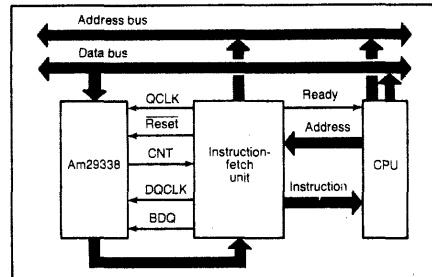 Address bus
Data bus
QCLK
Reset
CNT
DQCLK
BDQ
Am29338
Instruction-
fetch
unit
Ready
Address
Instruction
CPU